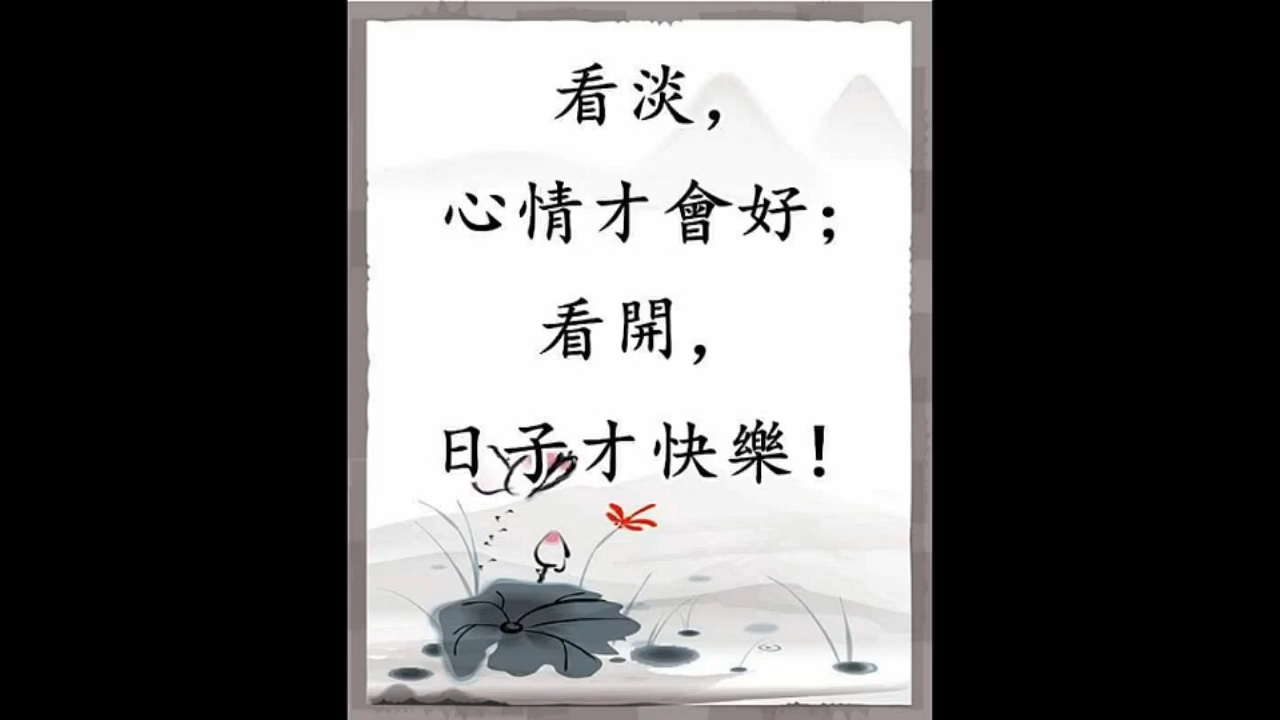 看淡，
心情才會好；
看開，
日子才快樂！